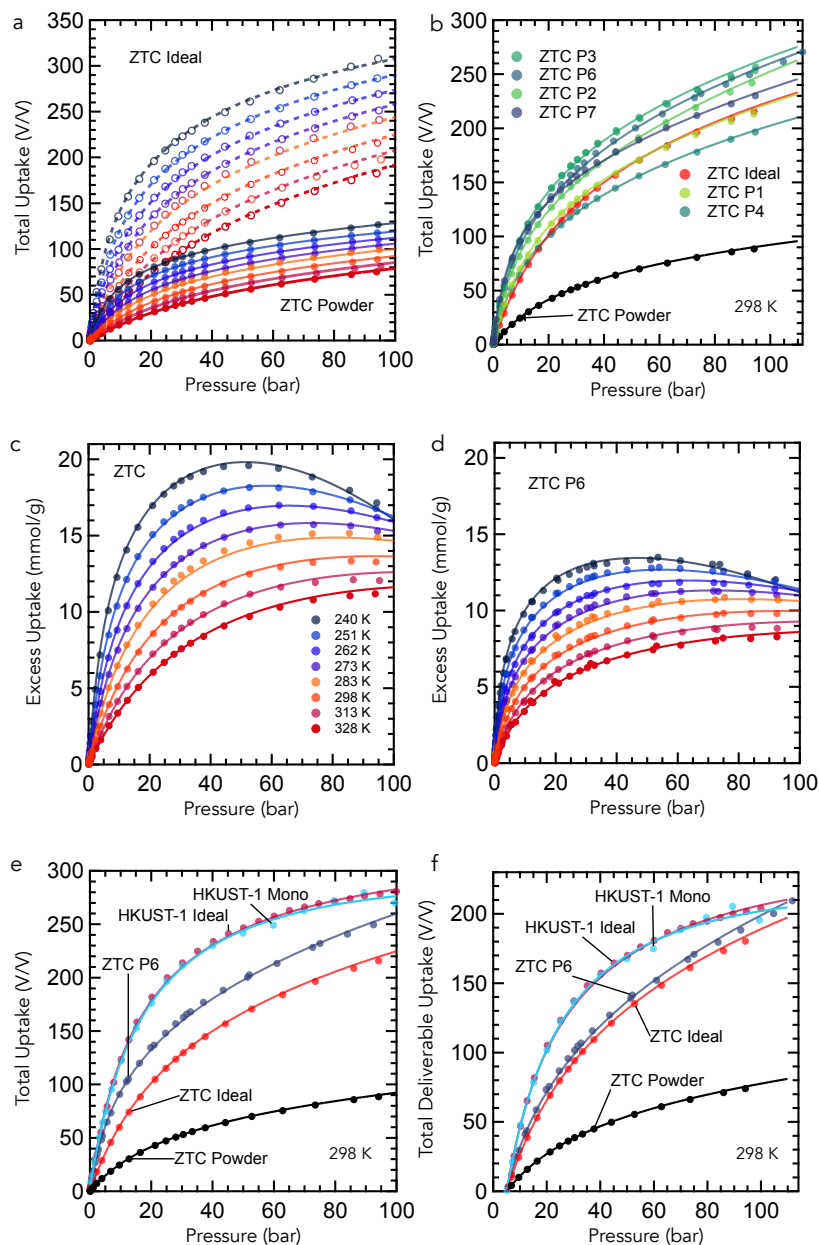 a
ZTC Ideal
ZTC Powder
Total Uptake (V/V)
350
300
250
200
150
100
50
0
0 20 40 60 80 100
Pressure (bar)
b
ZTC P3
ZTC P6
ZTC P2
ZTC P7
ZTC Ideal
ZTC P1
ZTC P4
ZTC Powder
298 K
Total Uptake (V/V)
300
250
200
150
100
50
0
0 20 40 60 80 100
Pressure (bar)
c
ZTC
240 K
251 K
262 K
273 K
283 K
298 K
313 K
328 K
Excess Uptake (mmol/g)
20
15
10
5
0
0 20 40 60 80 100
Pressure (bar)
d
ZTC P6
Excess Uptake (mmol/g)
20
15
10
5
0
0 20 40 60 80 100
Pressure (bar)
e
HKUST-1 Mono
HKUST-1 Ideal
ZTC P6
ZTC Ideal
ZTC Powder
298 K
Total Uptake (V/V)
300
250
200
150
100
50
0
0 20 40 60 80 100
Pressure (bar)
f
HKUST-1 Mono
HKUST-1 Ideal
ZTC P6
ZTC Ideal
ZTC Powder
298 K
Total Deliverable Uptake (V/V)
200
150
100
50
0
0 20 40 60 80 100
Pressure (bar)